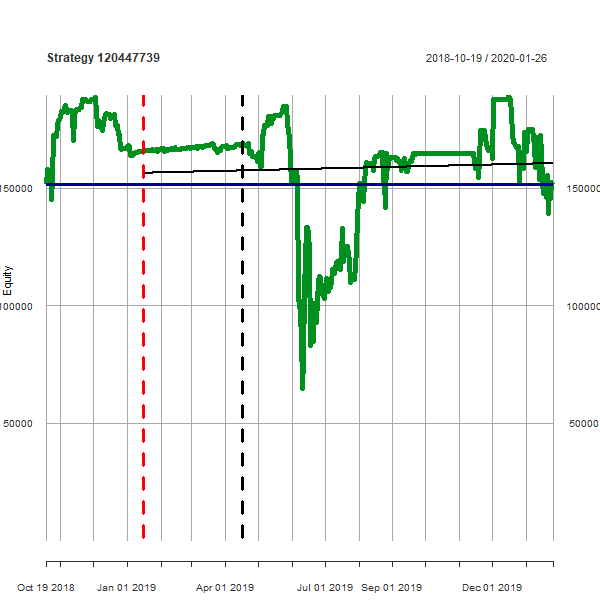 Strategy 120447739
2018-10-19 / 2020-01-26
150000
150000
Equity
100000
100000
50000
50000
Oct 19 2018
Jan 01 2019
Apr 01 2019
Jul 01 2019
Sep 01 2019
Dec 01 2019